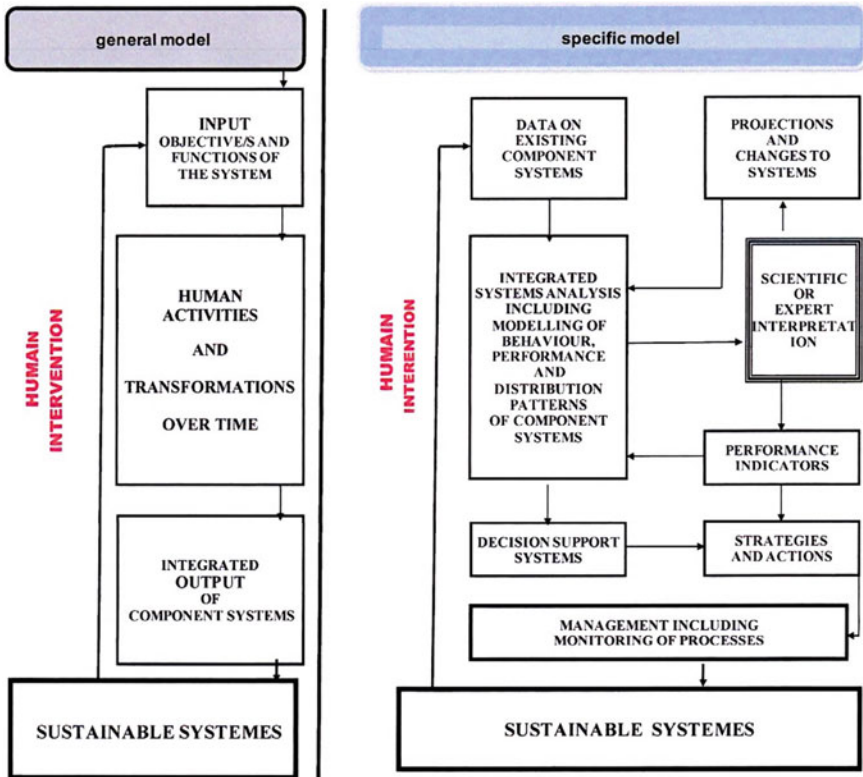 general model
INPUT
OBJECTIVE/S AND
FUNCTIONS OF
THE SYSTEM
HUMAN
ACTIVITIES
AND
TRANSFORMATIONS
OVER TIME
HUMAIN
INTERVENTION
INTEGRATED
OUTPUT
OF
COMPONENT SYSTEMS
SUSTAINABLE SYSTEMES
specific model
DATA ON
EXISTING
COMPONENT
SYSTEMS
PROJECTIONS
AND
CHANGES TO
SYSTEMS
INTEGRATED
SYSTEMS ANALYSIS
INCLUDING
MODELLING OF
BEHAVIOUR,
PERFORMANCE
AND
DISTRIBUTION
PATTERNS
OF COMPONENT
SYSTEMS
SCIENTIFIC
OR
EXPERT
INTERPRETAT
ION
HUMAIN
INTERENTION
PERFORMANCE
INDICATORS
DECISION SUPPORT
SYSTEMS
STRATEGIES
AND ACTIONS
MANAGEMENT INCLUDING
MONITORING OF PROCESSES
SUSTAINABLE SYSTEMES